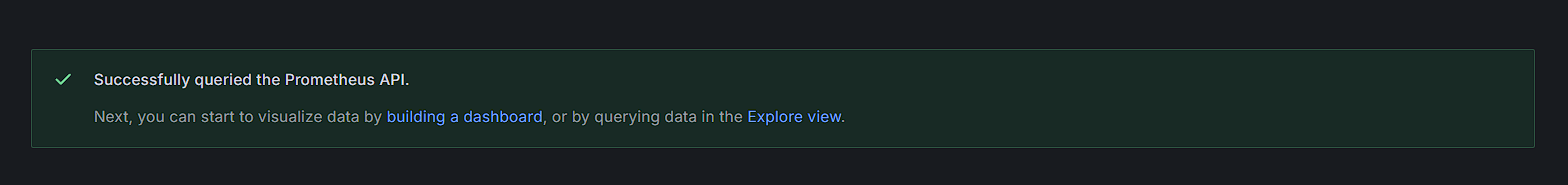 Successfully queried the Prometheus API.
Next, you can start to visualize data by building a dashboard, or by querying data in the Explore view.